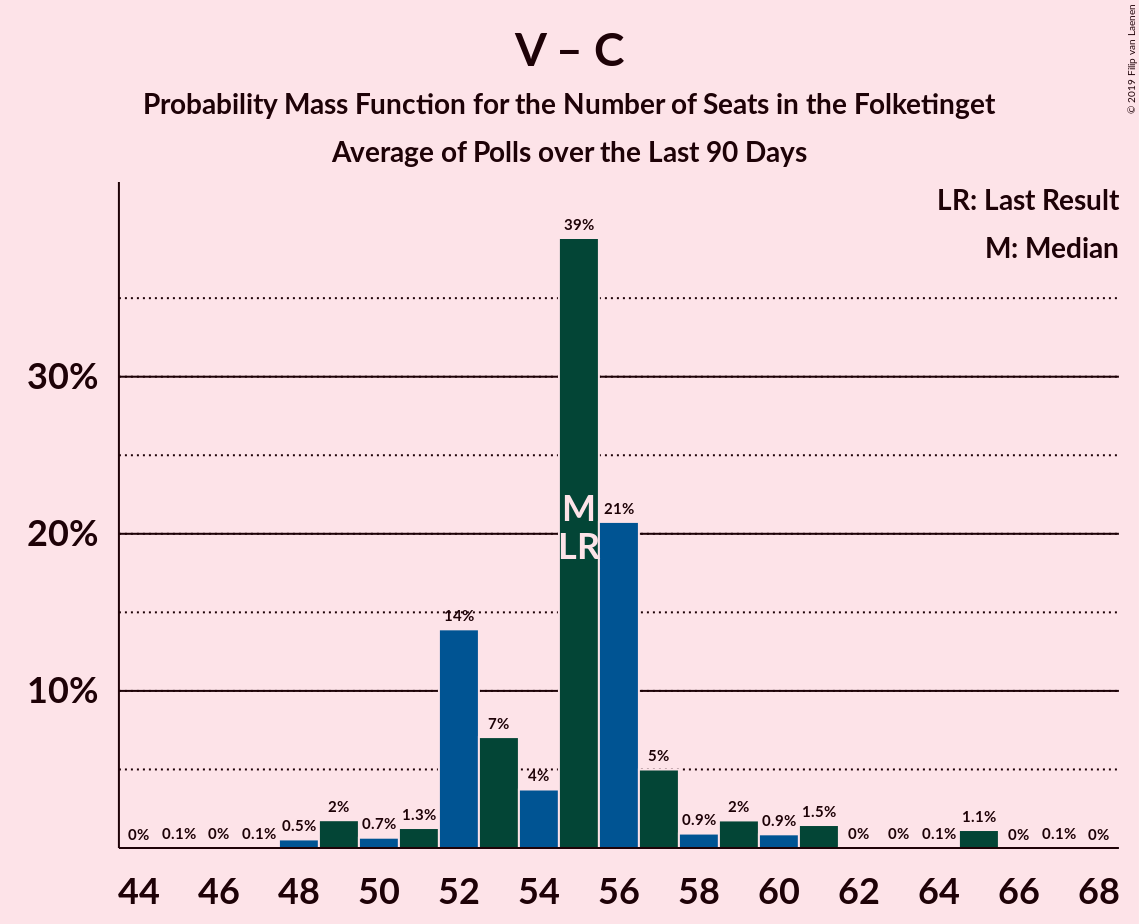 V – C
Probability Mass Function for the Number of Seats in the Folketinget
Average of Polls over the Last 90 Days
© 2019 Filip van Laenen
LR: Last Result
M: Median
30%
20%
10%
0% 0.1% 0% 0.1% 0.5% 2% 0.7% 1.3% 14% 7% 4% 39% 21% 5% 0.9% 2% 0.9% 1.5% 0% 0% 0.1% 1.1% 0% 0.1% 0%
M
LR
44 46 48 50 52 54 56 58 60 62 64 66 68